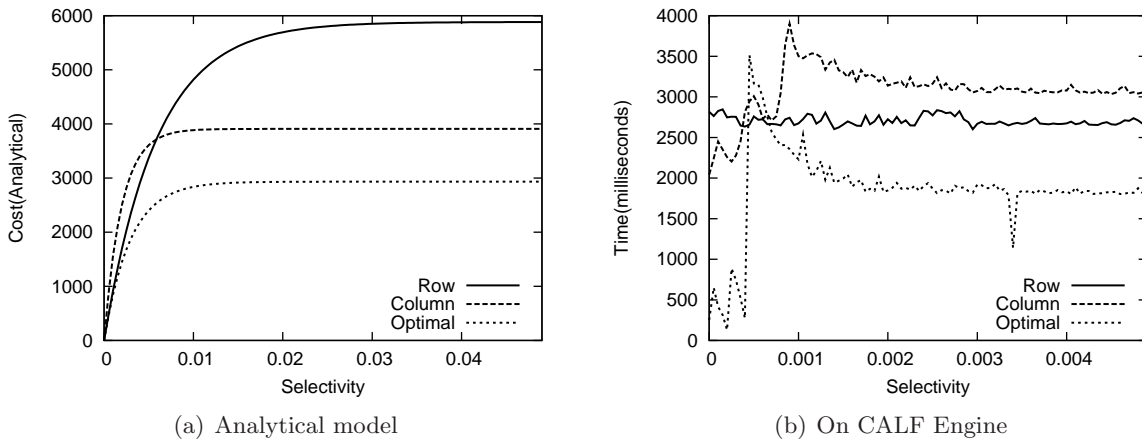 6000
5000
4000
3000
2000
1000
0
Cost(Analytical)
0
0.01
0.02
0.03
0.04
Selectivity
Row
Column
Optimal
(a) Analytical model
4000
3500
3000
2500
2000
1500
1000
500
0
Time(milliseconds)
0
0.001
0.002
0.003
0.004
Selectivity
Row
Column
Optimal
(b) On CALF Engine